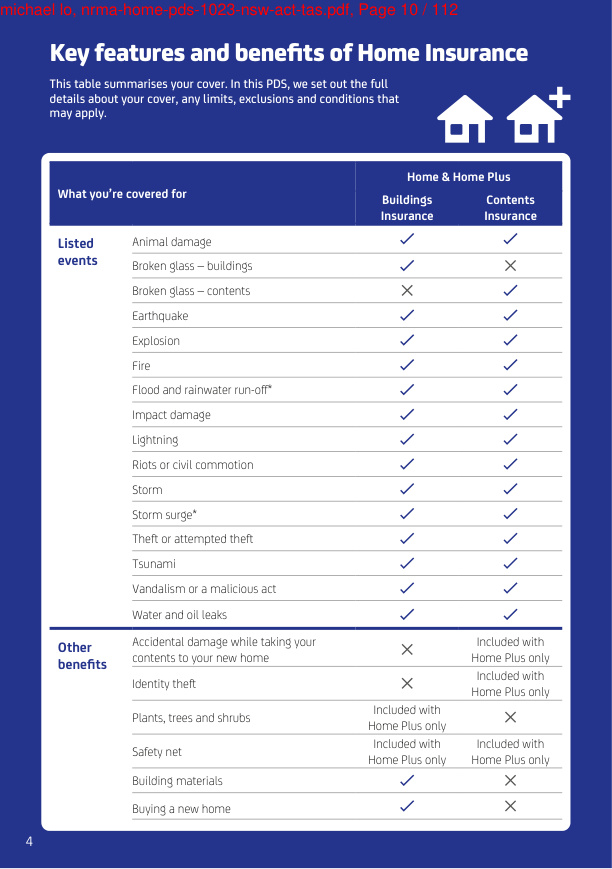 michael lo, nrma-home-pds-1023-nsw-act-tas.pdf, Page 10 / 112
Key features and benefits of Home Insurance
This table summarises your cover. In this PDS, we set out the full
details about your cover, any limits, exclusions and conditions that
may apply.
What you're covered for
Home & Home Plus
Buildings
Insurance
Contents
Insurance
Listed
events
Animal damage
Broken glass – buildings
Broken glass – contents
Earthquake
Explosion
Fire
Flood and rainwater run-off*
Impact damage
Lightning
Riots or civil commotion
Storm
Storm surge*
Theft or attempted theft
Tsunami
Vandalism or a malicious act
Water and oil leaks
Other
benefits
Accidental damage while taking your
contents to your new home
Included with
Home Plus only
Identity theft
Included with
Home Plus only
Plants, trees and shrubs
Included with
Home Plus only
Safety net
Included with
Home Plus only
Included with
Home Plus only
Building materials
Buying a new home
4